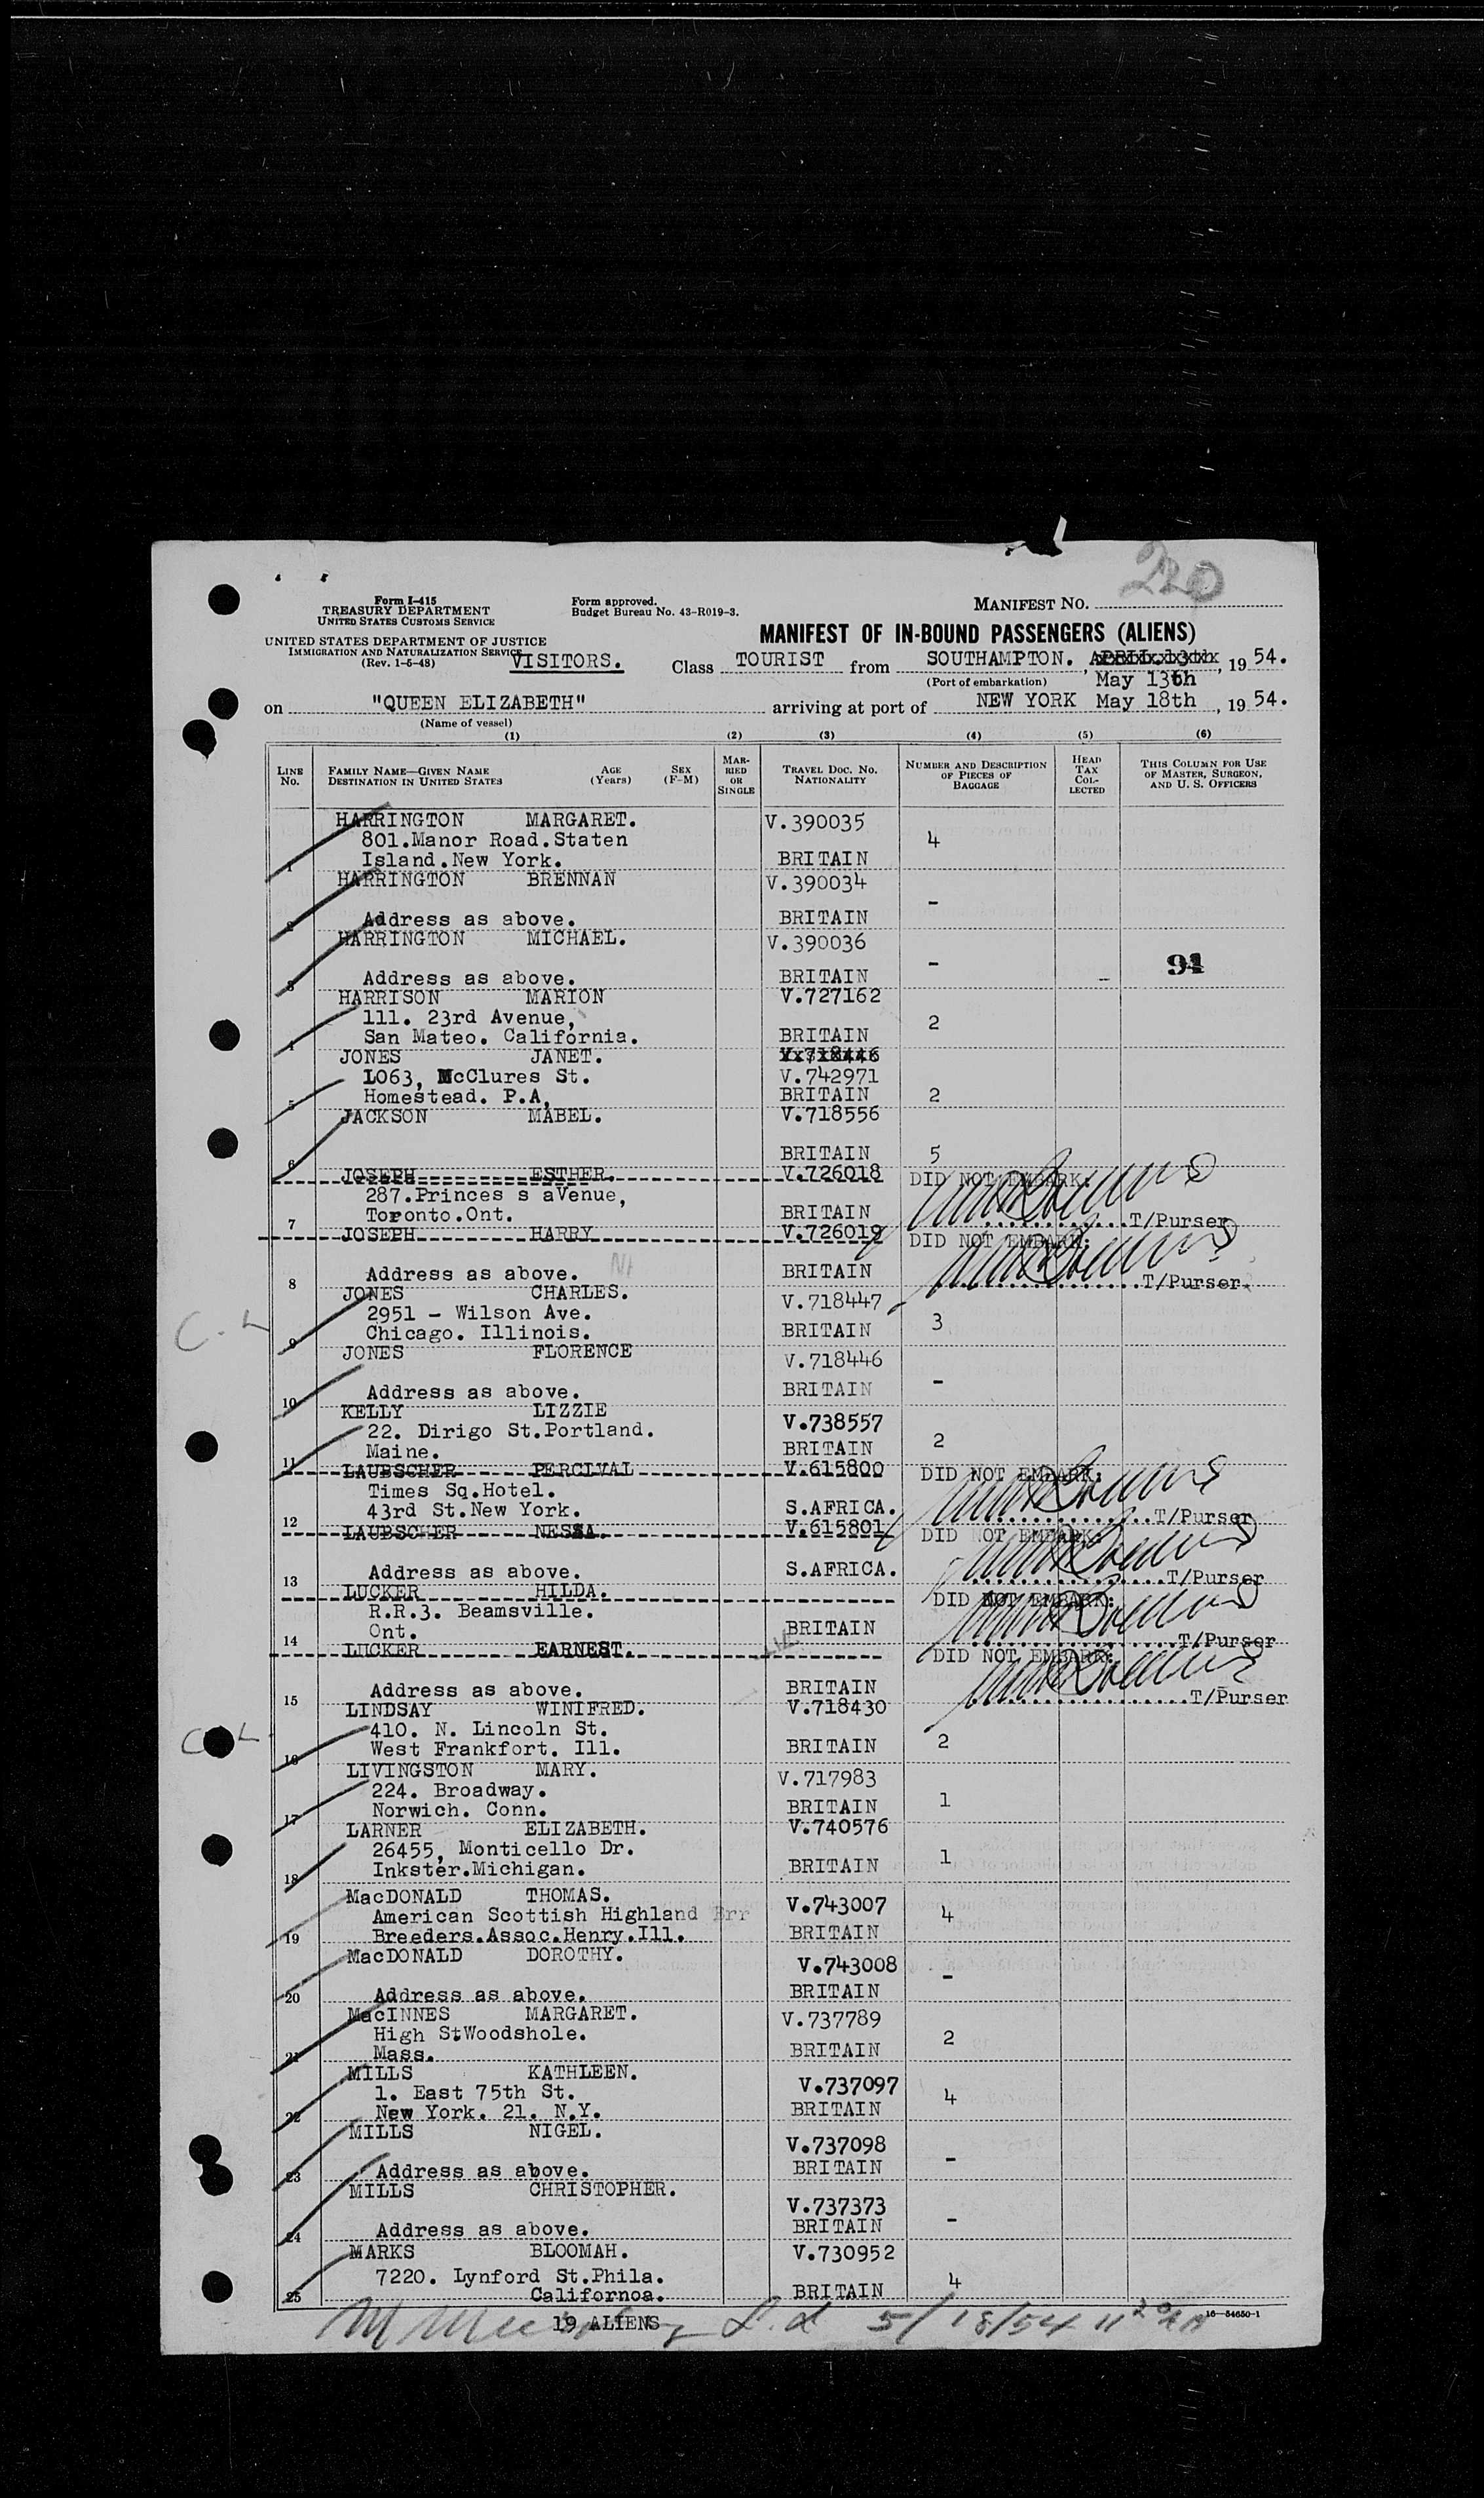 220
Form I-415
TREASURY DEPARTMENT
UNITED STATES CUSTOMS SERVICE
Form approved.
Budget Bureau No. 43-R019-3.
MANIFEST NO.
UNITED STATES DEPARTMENT OF JUSTICE
IMMIGRATION AND NATURALIZATION SERVICE
(Rev. 1-5-48)
VISITORS.
MANIFEST OF IN-BOUND PASSENGERS (ALIENS)
Class TOURIST from SOUTHAMPTON. , APRIL.13th , 19 54.
(Port of embarkation) May 13th
on "QUEEN ELIZABETH" arriving at port of NEW YORK May 18th , 19 54.
(Name of vessel)
(1) (2) (3) (4) (5) (6)
LINE No. FAMILY NAME—GIVEN NAME DESTINATION IN UNITED STATES AGE (Years) SEX (F-M) MARRIED OR SINGLE TRAVEL DOC. NO. NATIONALITY NUMBER AND DESCRIPTION OF PIECES OF BAGGAGE HEAD TAX COLLECTED THIS COLUMN FOR USE OF MASTER, SURGEON, AND U. S. OFFICERS
HARRINGTON MARGARET. V.390035
801.Manor Road.Staten 4
1 Island.New York. BRITAIN
HARRINGTON BRENNAN V.390034
-
2 Address as above. BRITAIN
HARRINGTON MICHAEL. V.390036
- 91
3 Address as above. BRITAIN
HARRISON MARION V.727162
111. 23rd Avenue, 2
4 San Mateo. California. BRITAIN
JONES JANET. V.718446
1063, McClures St. V.742971
5 Homestead. P.A, BRITAIN 2
JACKSON MABEL. V.718556
6 BRITAIN 5
JOSEPH ESTHER. V.726018 DID NOT EMBARK:
287.Princes s aVenue,
7 Toronto.Ont. BRITAIN T/Purser
JOSEPH HARRY V.726019 DID NOT EMBARK:
8 Address as above. BRITAIN T/Purser.
JONES CHARLES. V.718447
2951 - Wilson Ave. 3
C. L
9 Chicago. Illinois. BRITAIN
JONES FLORENCE V.718446
-
10 Address as above. BRITAIN
KELLY LIZZIE V.738557
22. Dirigo St.Portland. 2
11 Maine. BRITAIN
LAUBSCHER PERCIVAL V.615800 DID NOT EMBARK:
Times Sq.Hotel.
12 43rd St.New York. S.AFRICA. T/Purser
LAUBSCHER NESSA. V.615801 DID NOT EMBARK:
13 Address as above. S.AFRICA. T/Purser
LUCKER HILDA. DID NOT EMBARK:
R.R.3. Beamsville.
14 Ont. BRITAIN T/Purser
LUCKER EARNEST. DID NOT EMBARK:
15 Address as above. BRITAIN T/Purser
LINDSAY WINIFRED. V.718430
C L 410. N. Lincoln St.
16 West Frankfort. Ill. BRITAIN 2
LIVINGSTON MARY. V.717983
224. Broadway. 1
17 Norwich. Conn. BRITAIN
LARNER ELIZABETH. V.740576
26455, Monticello Dr. 1
18 Inkster.Michigan. BRITAIN
MacDONALD THOMAS. V.743007
American Scottish Highland Brr 4
19 Breeders.Assoc.Henry.Ill. BRITAIN
MacDONALD DOROTHY. V.743008
-
20 Address as above. BRITAIN
MacINNES MARGARET. V.737789
High St.Woodshole. 2
21 Mass. BRITAIN
MILLS KATHLEEN. V.737097
1. East 75th St. 4
22 New York. 21. N.Y. BRITAIN
MILLS NIGEL. V.737098
-
23 Address as above. BRITAIN
MILLS CHRISTOPHER. V.737373
-
24 Address as above. BRITAIN
MARKS BLOOMAH. V.730952
7220. Lynford St.Phila. 4
25 Californoa. BRITAIN
19 ALIENS 5/18/54 16—54650-1